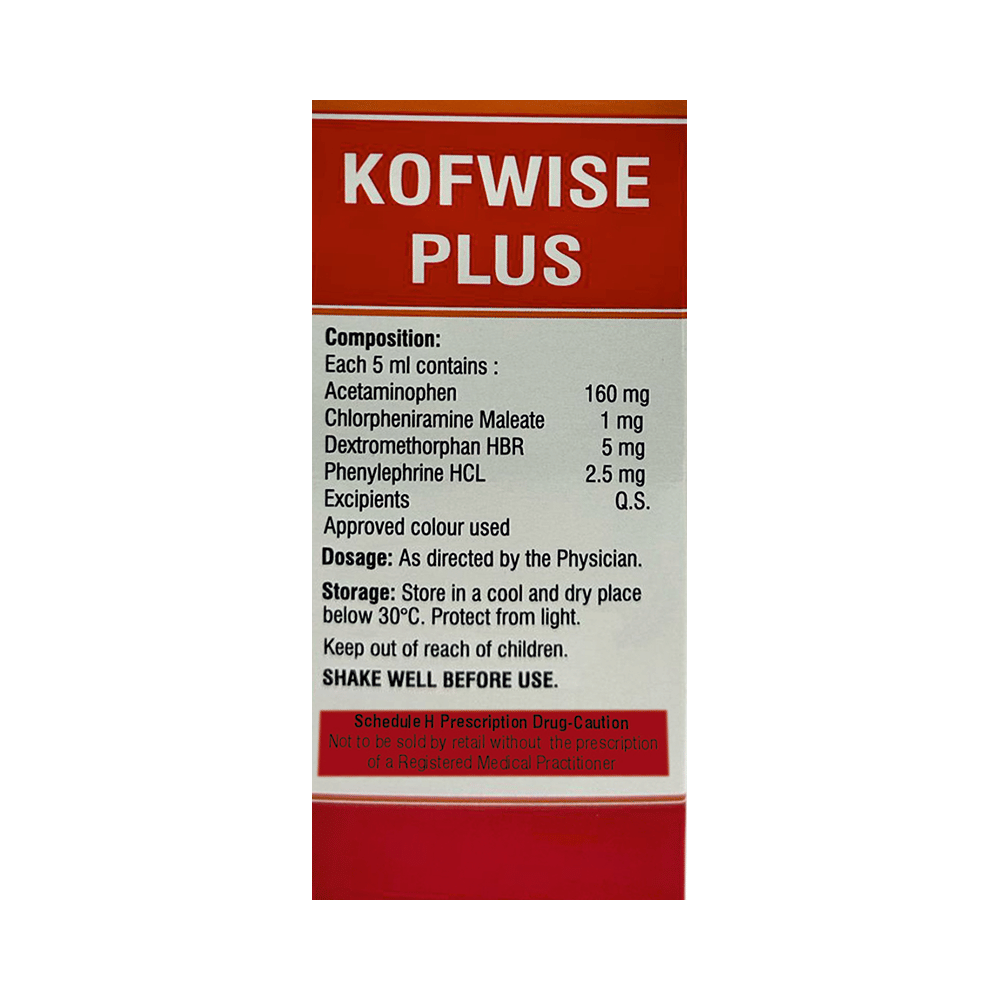 KOFWISE
PLUS
Composition:
Each 5 ml contains :
Acetaminophen 160 mg
Chlorpheniramine Maleate 1 mg
Dextromethorphan HBR 5 mg
Phenylephrine HCL 2.5 mg
Excipients Q.S.
Approved colour used
Dosage: As directed by the Physician.
Storage: Store in a cool and dry place
below 30°C. Protect from light.
Keep out of reach of children.
SHAKE WELL BEFORE USE.
Schedule H Prescription Drug-Caution
Not to be sold by retail without the prescription
of a Registered Medical Practitioner